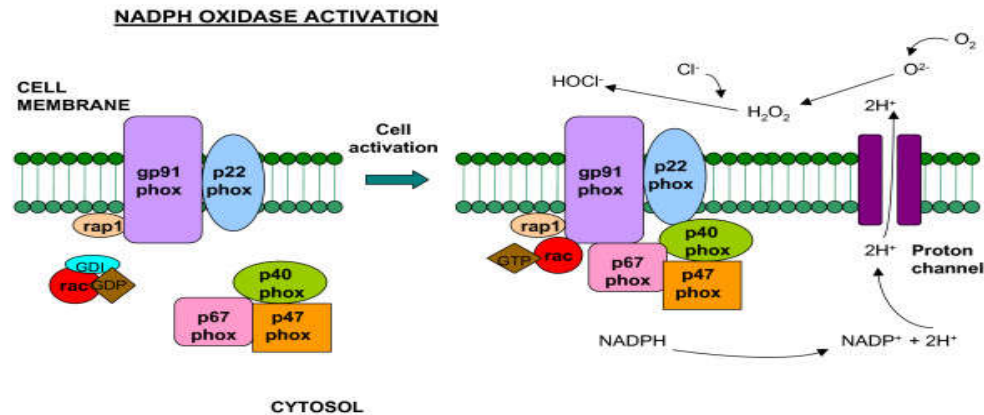 NADPH OXIDASE ACTIVATION
CELL
MEMBRANE
gp91
phox
p22
phox
rap1
GDI
rac
GDP
p40
phox
p67
phox
p47
phox
CYTOSOL
Cell
activation
HOCl-
Cl-
H2O2
O2-
O2
gp91
phox
p22
phox
rap1
GTP
rac
p67
phox
p40
phox
p47
phox
2H+
2H+
Proton
channel
NADPH
NADP+ + 2H+